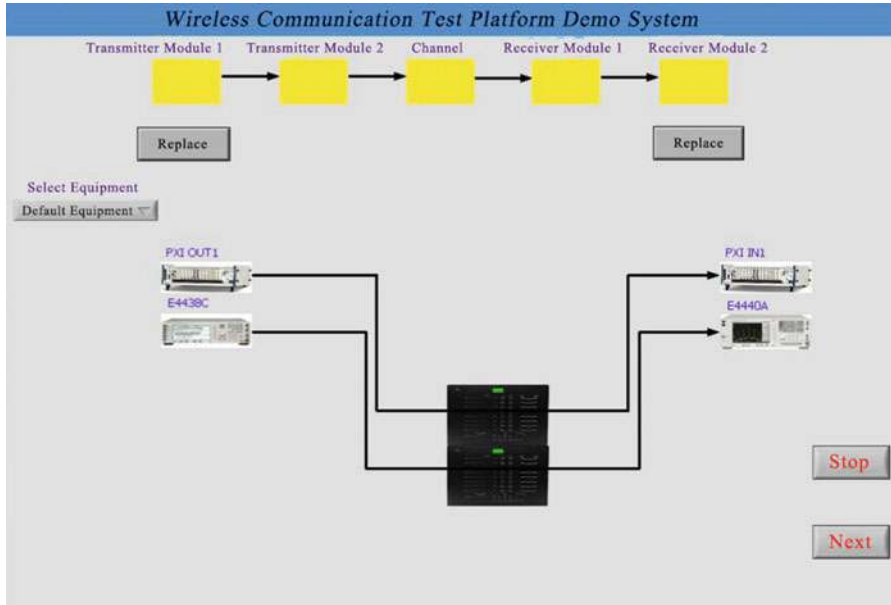 Wireless Communication Test Platform Demo System
Transmitter Module 1 Transmitter Module 2 Channel Receiver Module 1 Receiver Module 2
Replace Replace
Select Equipment
Default Equipment
PXI OUT1 PXI IN1
E4438C E4440A
Stop
Next